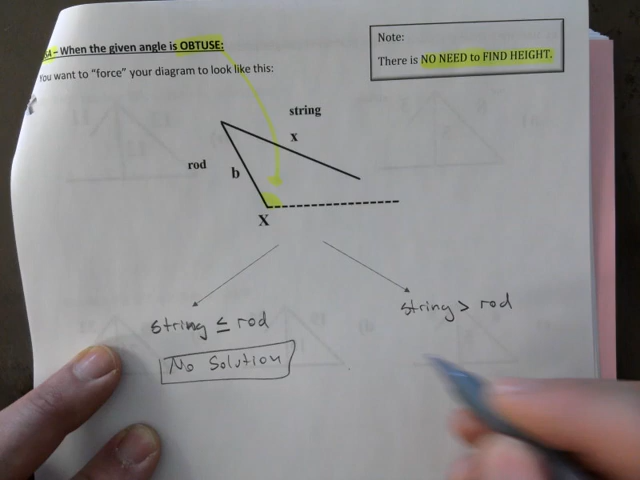 – When the given angle is OBTUSE:
You want to "force" your diagram to look like this:
Note:
There is NO NEED to FIND HEIGHT.
string
x
rod
b
X
string ≤ rod
No Solution
string > rod